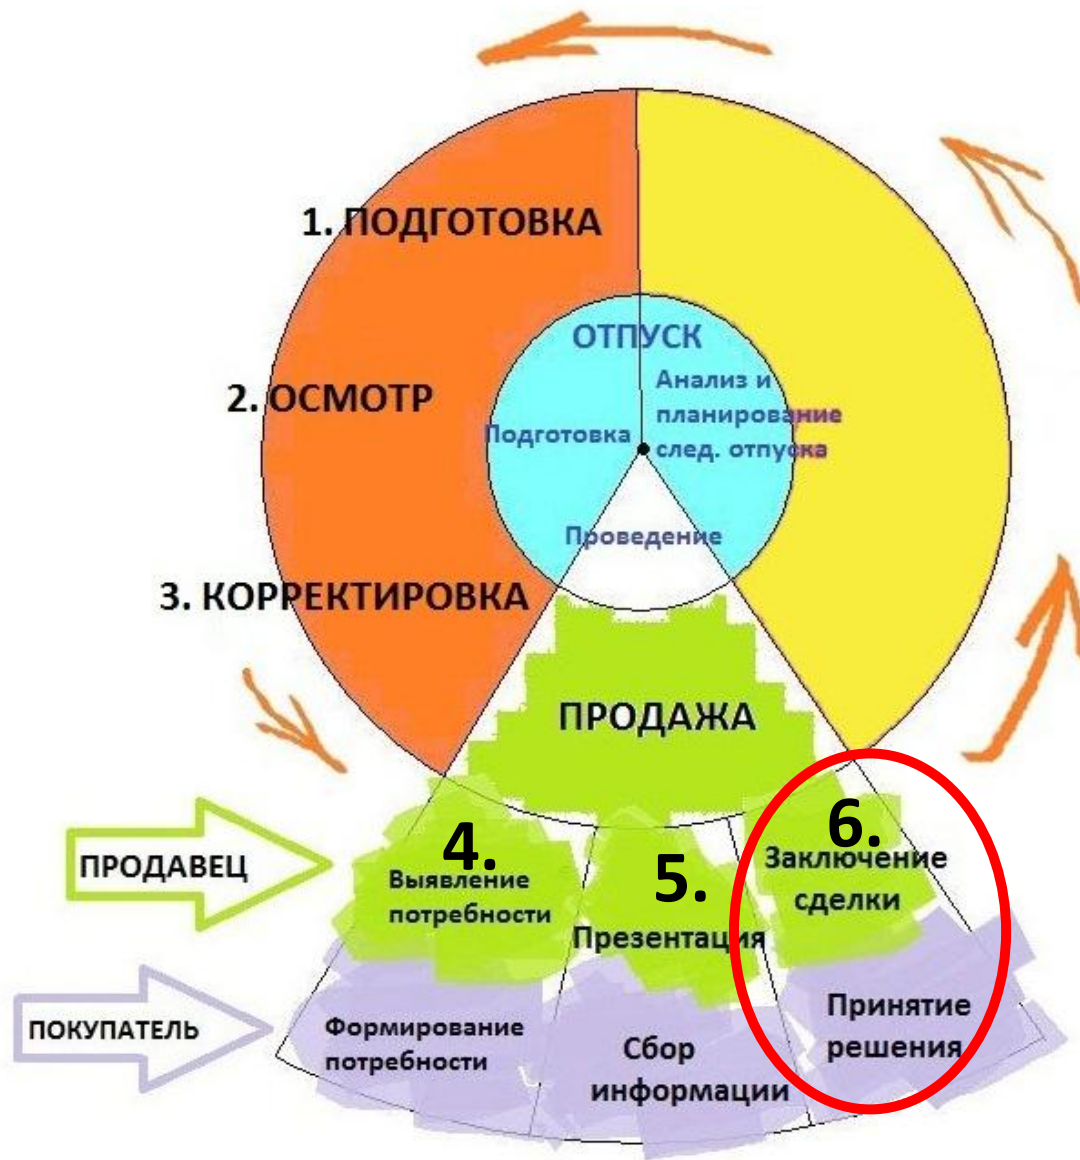 1. ПОДГОТОВКА
ОТПУСК
Анализ и
планирование
след. отпуска
2. ОСМОТР
Подготовка
Проведение
3. КОРРЕКТИРОВКА
ПРОДАЖА
ПРОДАВЕЦ
4.
Выявление
потребности
5.
Презентация
6.
Заключение
сделки
ПОКУПАТЕЛЬ
Формирование
потребности
Сбор
информации
Принятие
решения